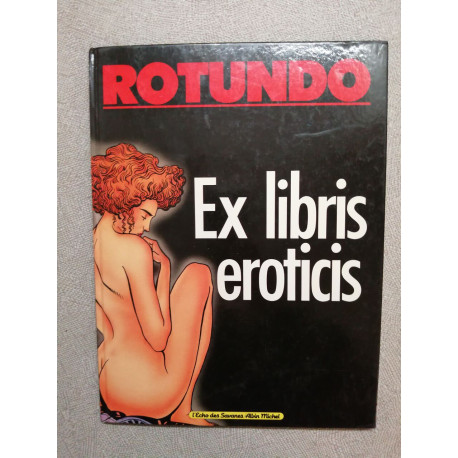 ROTUNDO
Ex libris
eroticis
l'Echo des Savanes Albin Michel